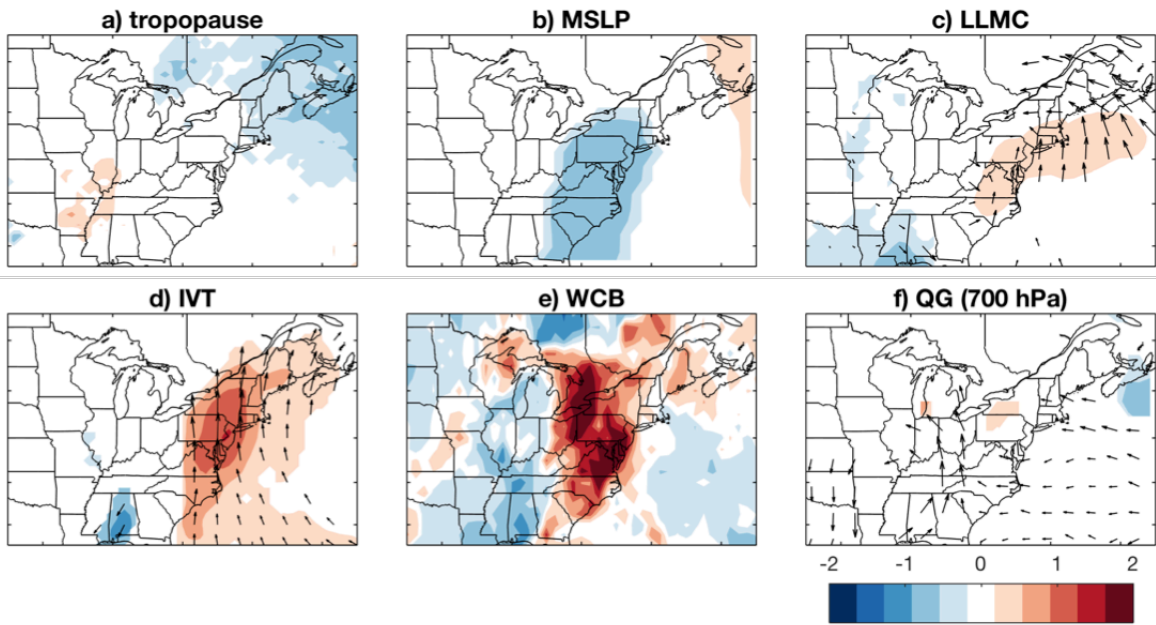 a) tropopause
b) MSLP
c) LLMC
d) IVT
e) WCB
f) QG (700 hPa)
-2 -1 0 1 2